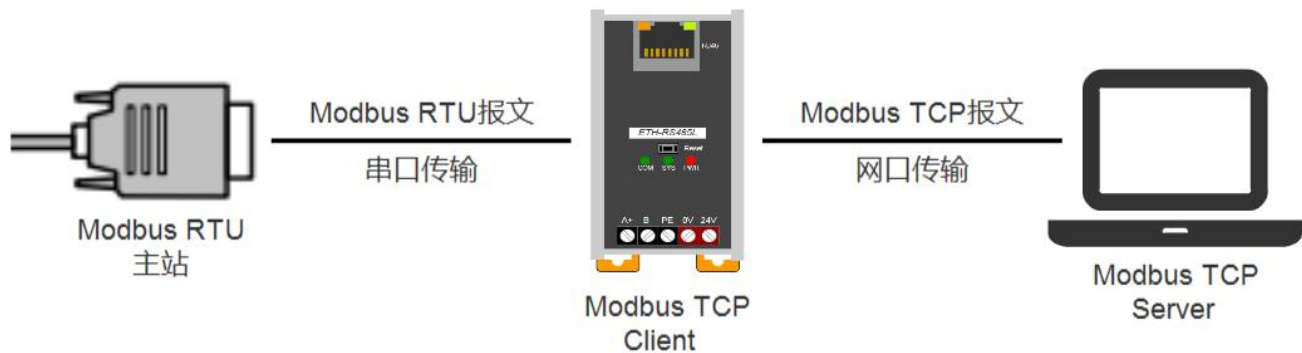 RJ45
Modbus RTU报文
Modbus TCP报文
ETH-RS485L
Reset
串口传输
网口传输
COM SYS PWR
A+ B PE 0V 24V
Modbus RTU
主站
Modbus TCP
Server
Modbus TCP
Client